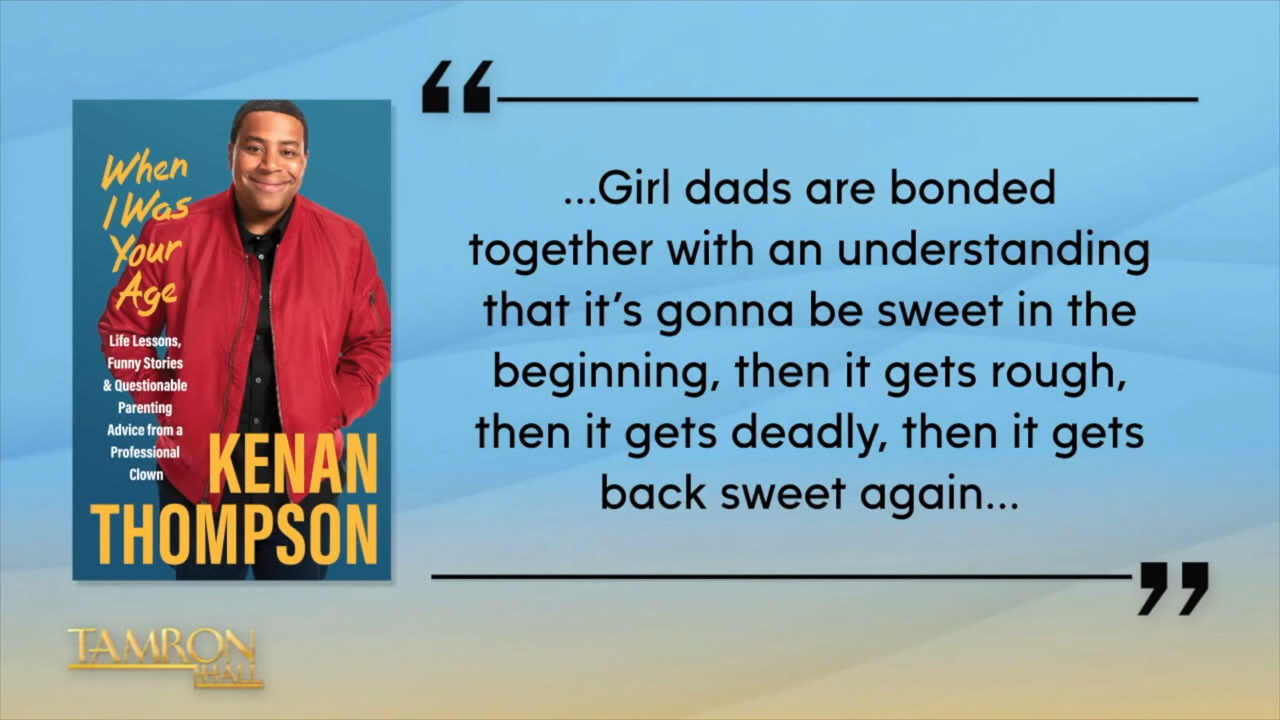 When
I Was
Your
Age
Life Lessons,
Funny Stories
& Questionable
Parenting
Advice from a
Professional
Clown
KENAN
THOMPSON
“
...Girl dads are bonded
together with an understanding
that it’s gonna be sweet in the
beginning, then it gets rough,
then it gets deadly, then it gets
back sweet again...
”
TAMRON
HALL